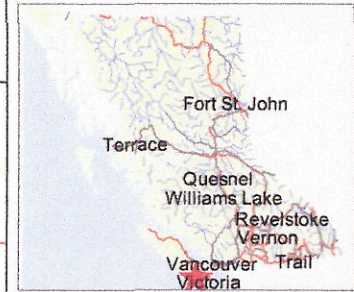 Fort St. John
Terrace
Quesnel
Williams Lake
Revelstoke
Vernon
Vancouver
Trail
Victoria